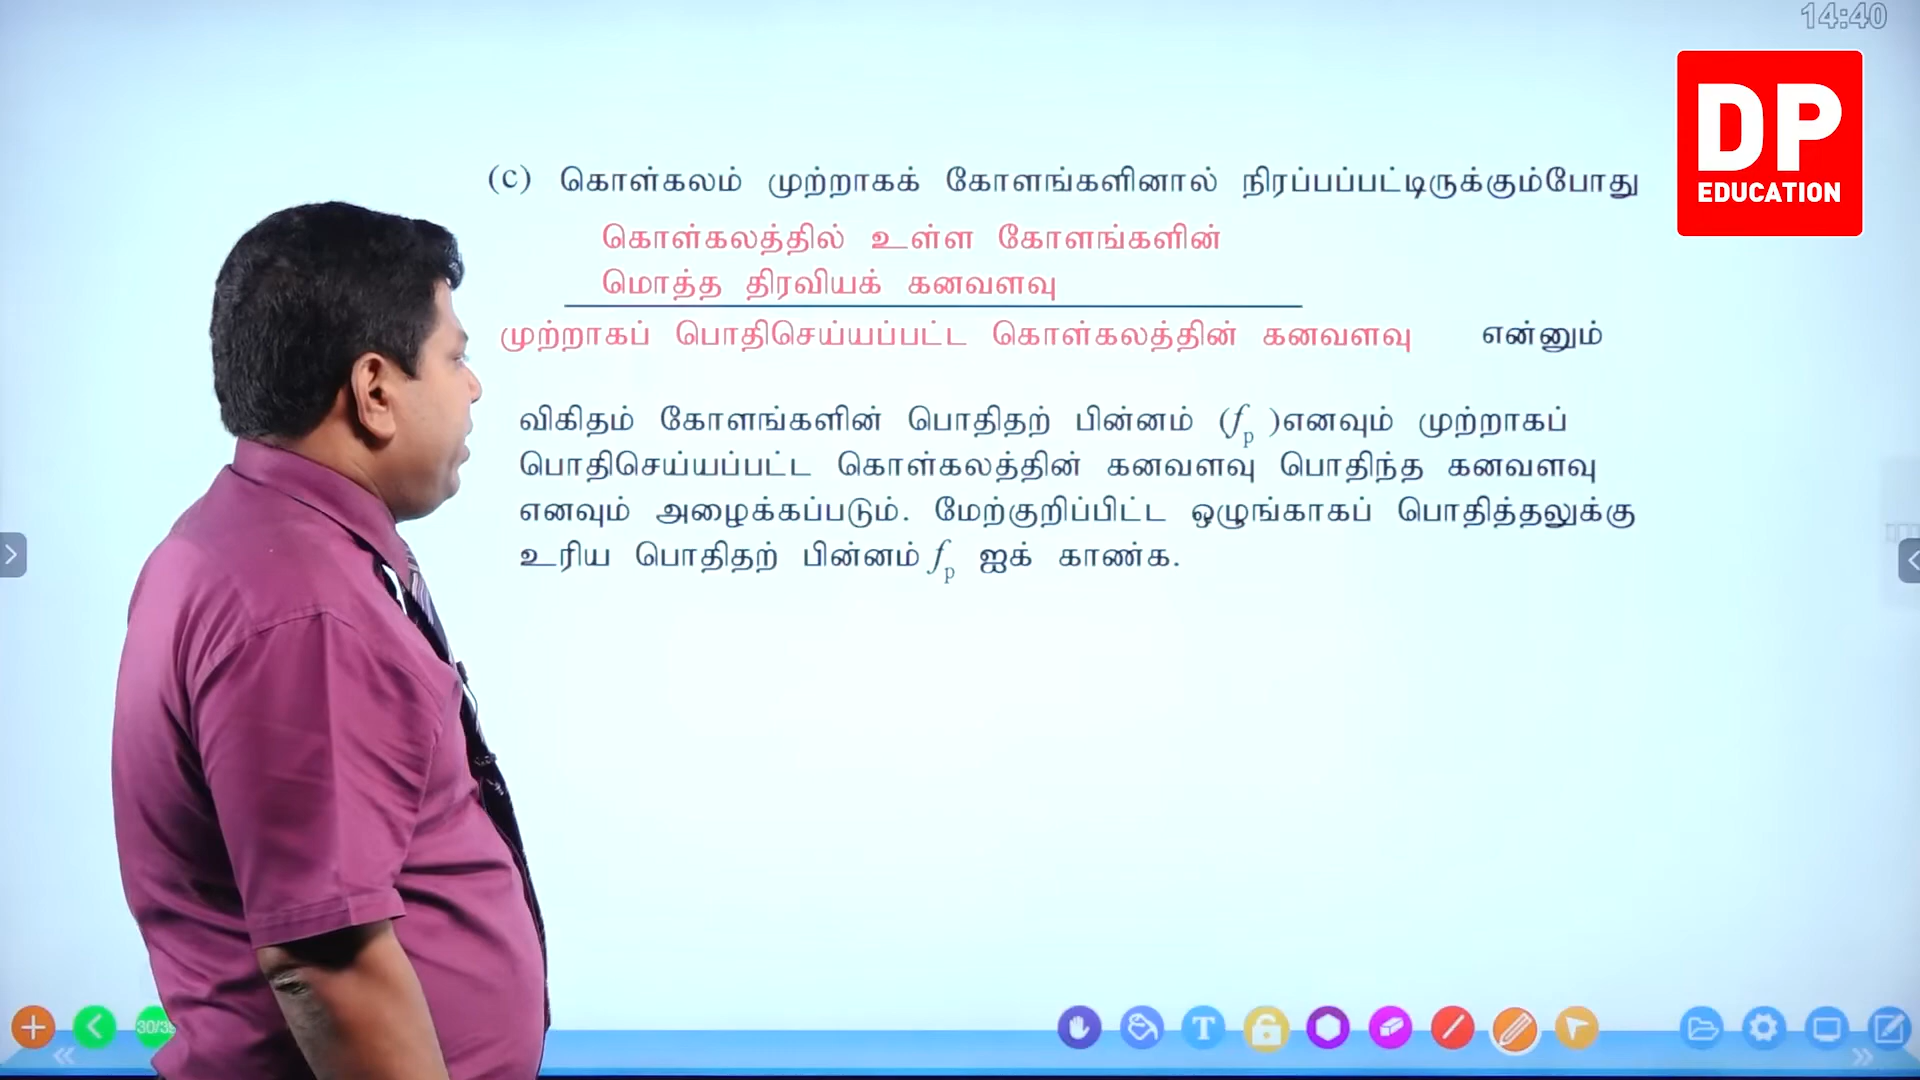 14:40
DP
EDUCATION
(c) கொள்கலம் முற்றாகக் கோளங்களினால் நிரப்பப்பட்டிருக்கும்போது
கொள்கலத்தில் உள்ள கோளங்களின்
மொத்த திரவியக் கனவளவு
முற்றாகப் பொதிசெய்யப்பட்ட கொள்கலத்தின் கனவளவு என்னும்
விகிதம் கோளங்களின் பொதிதற் பின்னம் (fp )எனவும் முற்றாகப்
பொதிசெய்யப்பட்ட கொள்கலத்தின் கனவளவு பொதிந்த கனவளவு
எனவும் அழைக்கப்படும். மேற்குறிப்பிட்ட ஒழுங்காகப் பொதித்தலுக்கு
உரிய பொதிதற் பின்னம் fp ஐக் காண்க.
T